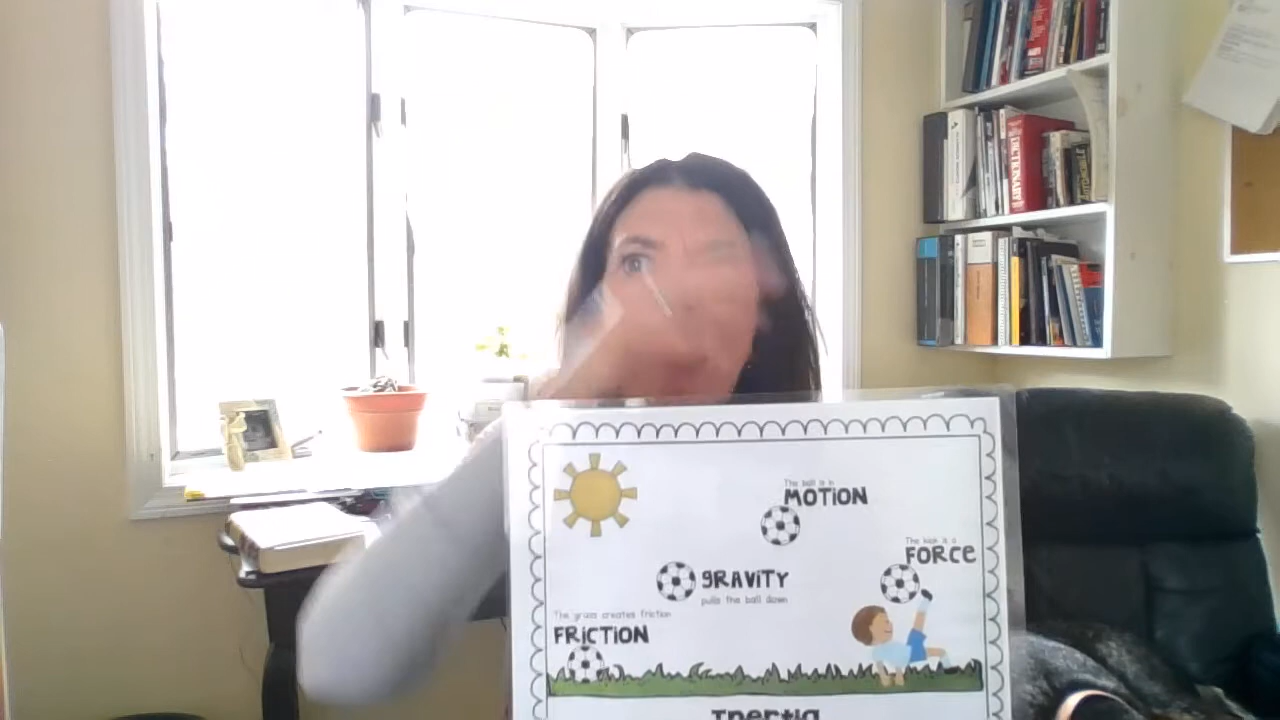 DICTIONARY
The ball is in
MOTION
The kick is a
FORCE
GRAVITY
pulls the ball down
The grass creates friction
FRICTION
Inertia